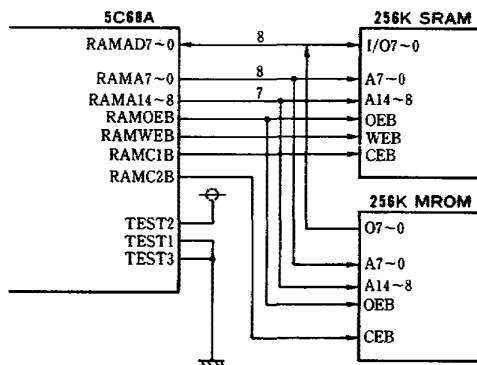 5C68A
256K SRAM
RAMAD7~0
8
I/O7~0
RAMA7~0
8
A7~0
RAMA14~8
7
A14~8
RAMOEB
OEB
RAMWEB
WEB
RAMC1B
CEB
RAMC2B
256K MROM
TEST2
O7~0
TEST1
TEST3
A7~0
A14~8
OEB
CEB